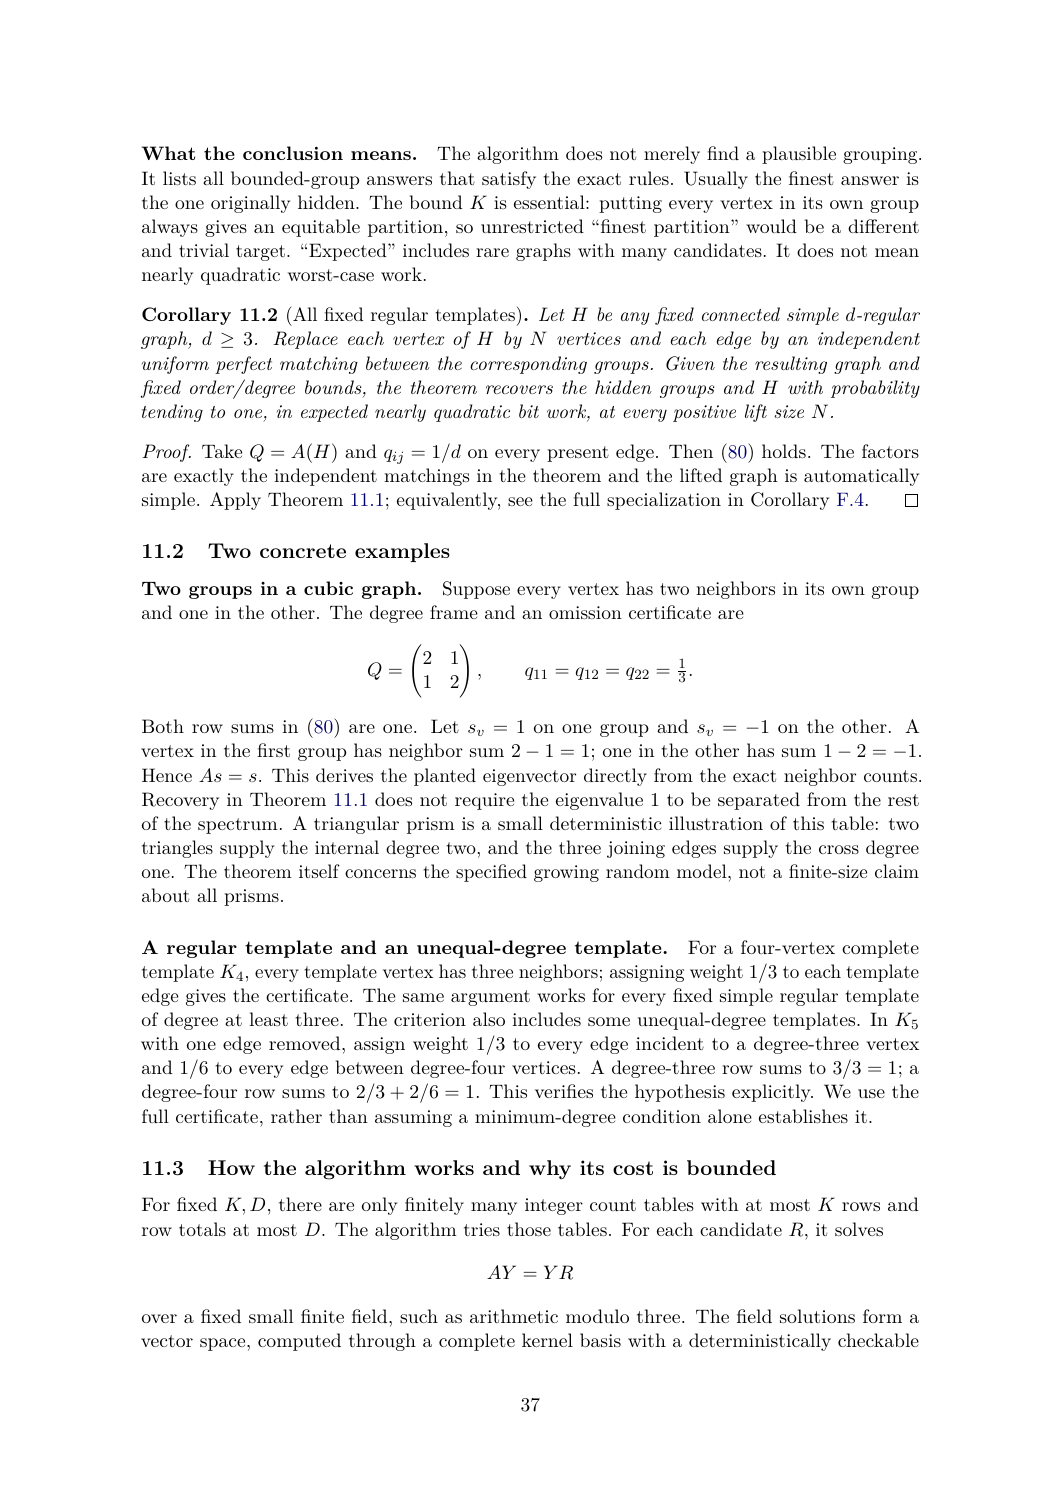 What the conclusion means. The algorithm does not merely find a plausible grouping.
It lists all bounded-group answers that satisfy the exact rules. Usually the finest answer is
the one originally hidden. The bound K is essential: putting every vertex in its own group
always gives an equitable partition, so unrestricted “finest partition” would be a different
and trivial target. “Expected” includes rare graphs with many candidates. It does not mean
nearly quadratic worst-case work.
Corollary 11.2 (All fixed regular templates). Let H be any fixed connected simple d-regular
graph, d ≥ 3. Replace each vertex of H by N vertices and each edge by an independent
uniform perfect matching between the corresponding groups. Given the resulting graph and
fixed order/degree bounds, the theorem recovers the hidden groups and H with probability
tending to one, in expected nearly quadratic bit work, at every positive lift size N.
Proof. Take Q = A(H) and q_{ij} = 1/d on every present edge. Then (80) holds. The factors
are exactly the independent matchings in the theorem and the lifted graph is automatically
simple. Apply Theorem 11.1; equivalently, see the full specialization in Corollary F.4. □
11.2 Two concrete examples
Two groups in a cubic graph. Suppose every vertex has two neighbors in its own group
and one in the other. The degree frame and an omission certificate are
Q = (2 1
1 2), q_{11} = q_{12} = q_{22} = 1/3.
Both row sums in (80) are one. Let s_v = 1 on one group and s_v = −1 on the other. A
vertex in the first group has neighbor sum 2 − 1 = 1; one in the other has sum 1 − 2 = −1.
Hence As = s. This derives the planted eigenvector directly from the exact neighbor counts.
Recovery in Theorem 11.1 does not require the eigenvalue 1 to be separated from the rest
of the spectrum. A triangular prism is a small deterministic illustration of this table: two
triangles supply the internal degree two, and the three joining edges supply the cross degree
one. The theorem itself concerns the specified growing random model, not a finite-size claim
about all prisms.
A regular template and an unequal-degree template. For a four-vertex complete
template K_4, every template vertex has three neighbors; assigning weight 1/3 to each template
edge gives the certificate. The same argument works for every fixed simple regular template
of degree at least three. The criterion also includes some unequal-degree templates. In K_5
with one edge removed, assign weight 1/3 to every edge incident to a degree-three vertex
and 1/6 to every edge between degree-four vertices. A degree-three row sums to 3/3 = 1; a
degree-four row sums to 2/3 + 2/6 = 1. This verifies the hypothesis explicitly. We use the
full certificate, rather than assuming a minimum-degree condition alone establishes it.
11.3 How the algorithm works and why its cost is bounded
For fixed K, D, there are only finitely many integer count tables with at most K rows and
row totals at most D. The algorithm tries those tables. For each candidate R, it solves
AY = YR
over a fixed small finite field, such as arithmetic modulo three. The field solutions form a
vector space, computed through a complete kernel basis with a deterministically checkable
37